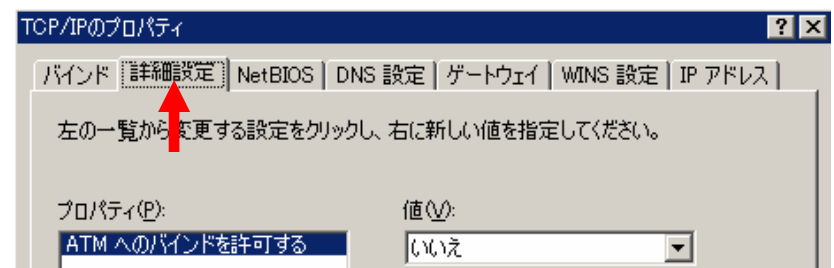 TCP/IPのプロパティ
バインド 詳細設定 NetBIOS DNS 設定 ゲートウェイ WINS 設定 IP アドレス
左の一覧から変更する設定をクリックし、右に新しい値を指定してください。
プロパティ(P): 値(V):
ATM へのバインドを許可する いいえ